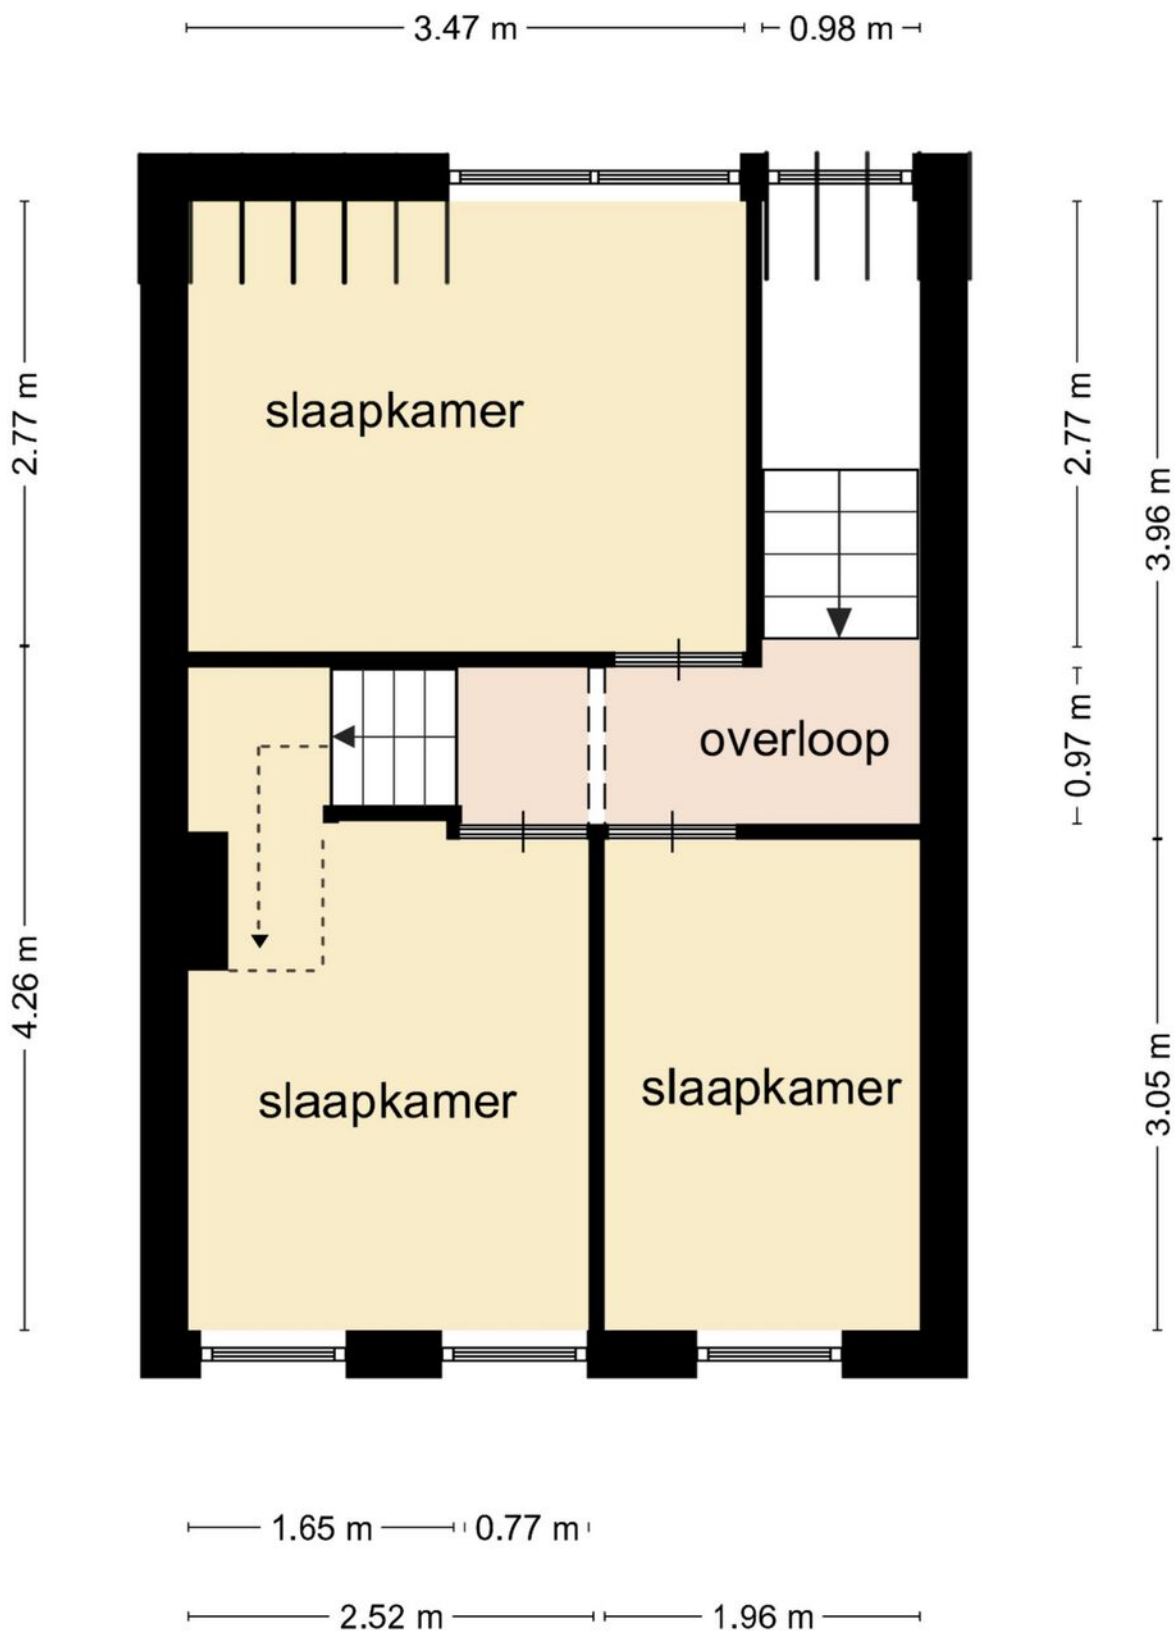 3.47 m
0.98 m
slaapkamer
2.77 m
2.77 m
3.96 m
overloop
0.97 m
4.26 m
slaapkamer
slaapkamer
3.05 m
1.65 m
0.77 m
2.52 m
1.96 m